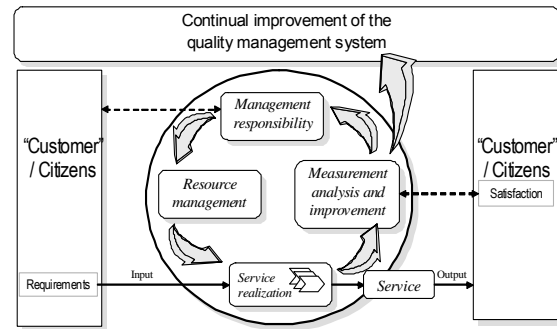 Continual improvement of the
quality management system
“Customer”
/ Citizens
Requirements
Management
responsibility
Resource
management
Measurement
analysis and
improvement
Input
Service
realization
Service
Output
“Customer”
/ Citizens
Satisfaction